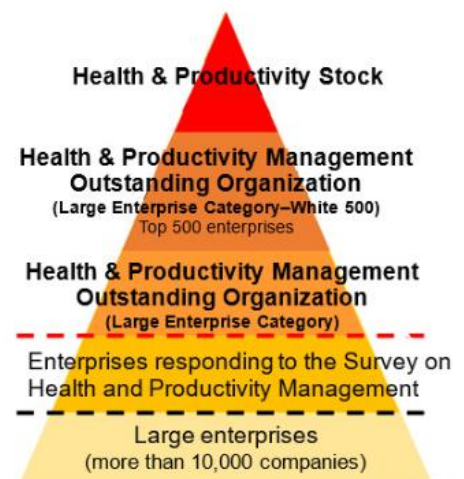 Health & Productivity Stock
Health & Productivity Management
Outstanding Organization
(Large Enterprise Category–White 500)
Top 500 enterprises
Health & Productivity Management
Outstanding Organization
(Large Enterprise Category)
Enterprises responding to the Survey on
Health and Productivity Management
Large enterprises
(more than 10,000 companies)